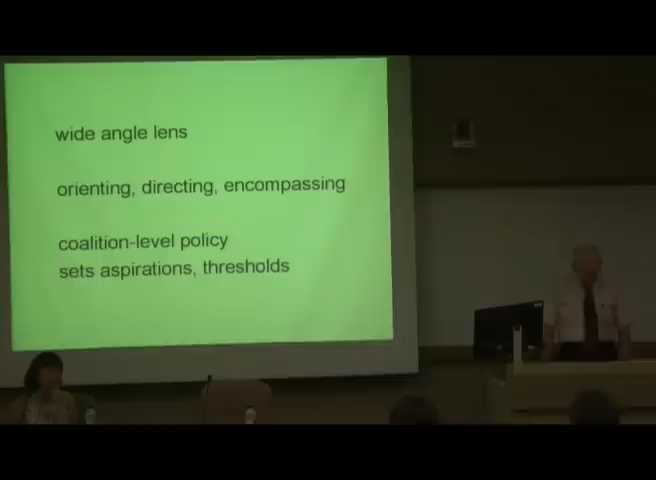 wide angle lens
orienting, directing, encompassing
coalition-level policy
sets aspirations, thresholds